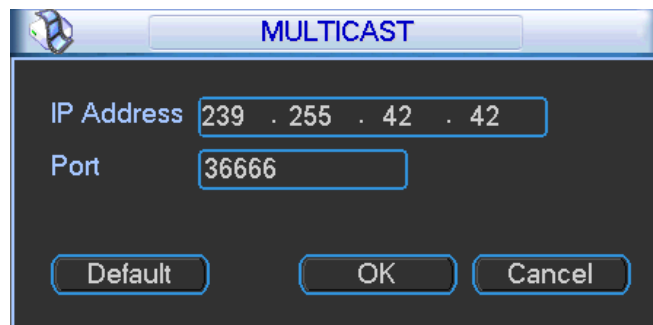 MULTICAST
IP Address 239 . 255 . 42 . 42
Port 36666
Default OK Cancel